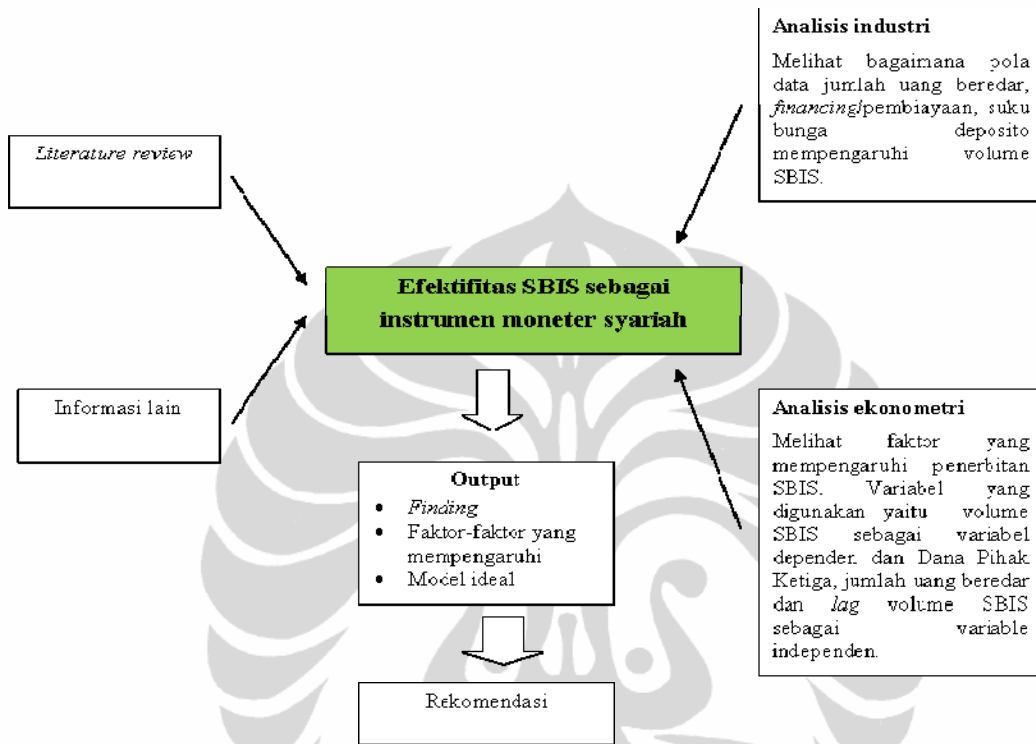 Literature review
Informasi lain
Analisis industri
Melihat bagaimana pola
data jumlah uang beredar,
financing/pembiayaan, suku
bunga deposito
mempengaruhi volume
SBIS.
Efektifitas SBIS sebagai
instrumen moneter syariah
Analisis ekonometri
Melihat faktor yang
mempengaruhi penerbitan
SBIS. Variabel yang
digunakan yaitu volume
SBIS sebagai variabel
dependen dan Dana Pihak
Ketiga, jumlah uang beredar
dan lag volume SBIS
sebagai variable
independen.
Output
• Finding
• Faktor-faktor yang
mempengaruhi
• Model ideal
Rekomendasi